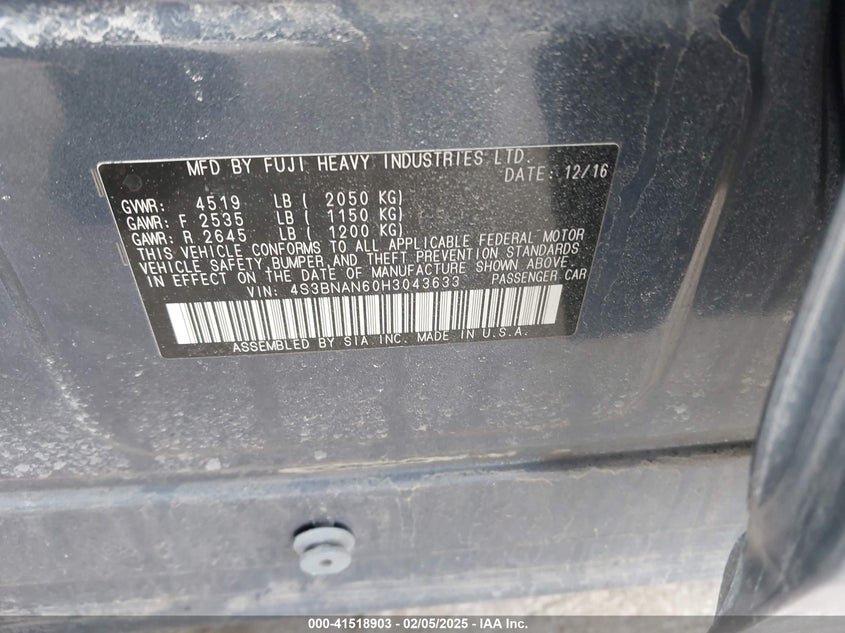 MFD BY FUJI HEAVY INDUSTRIES LTD.
DATE: 12/16
GVWR: 4519 LB ( 2050 KG)
GAWR: F 2535 LB ( 1150 KG)
GAWR: R 2645 LB ( 1200 KG)
THIS VEHICLE CONFORMS TO ALL APPLICABLE FEDERAL MOTOR
VEHICLE SAFETY, BUMPER, AND THEFT PREVENTION STANDARDS
IN EFFECT ON THE DATE OF MANUFACTURE SHOWN ABOVE.
VIN: 4S3BNAN60H3043633 PASSENGER CAR
ASSEMBLED BY SIA INC. MADE IN U.S.A.
000-41518903 - 02/05/2025 - IAA Inc.